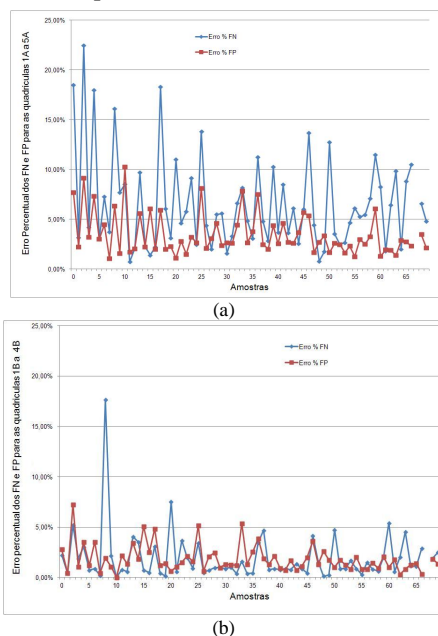 25,00%
20,00%
15,00%
10,00%
5,00%
0,00%
Erro Percentual dos FN e FP para as quadrículas 1A a 5A
Erro % FN
Erro % FP
0 5 10 15 20 25 30 35 40 45 50 55 60 65
Amostras
(a)
25,00%
20,00%
15,00%
10,00%
5,00%
0,00%
Erro percentual dos FN e FP para as quadrículas 1B a 4B
Erro % FN
Erro % FP
0 5 10 15 20 25 30 35 40 45 50 55 60 65
Amostras
(b)